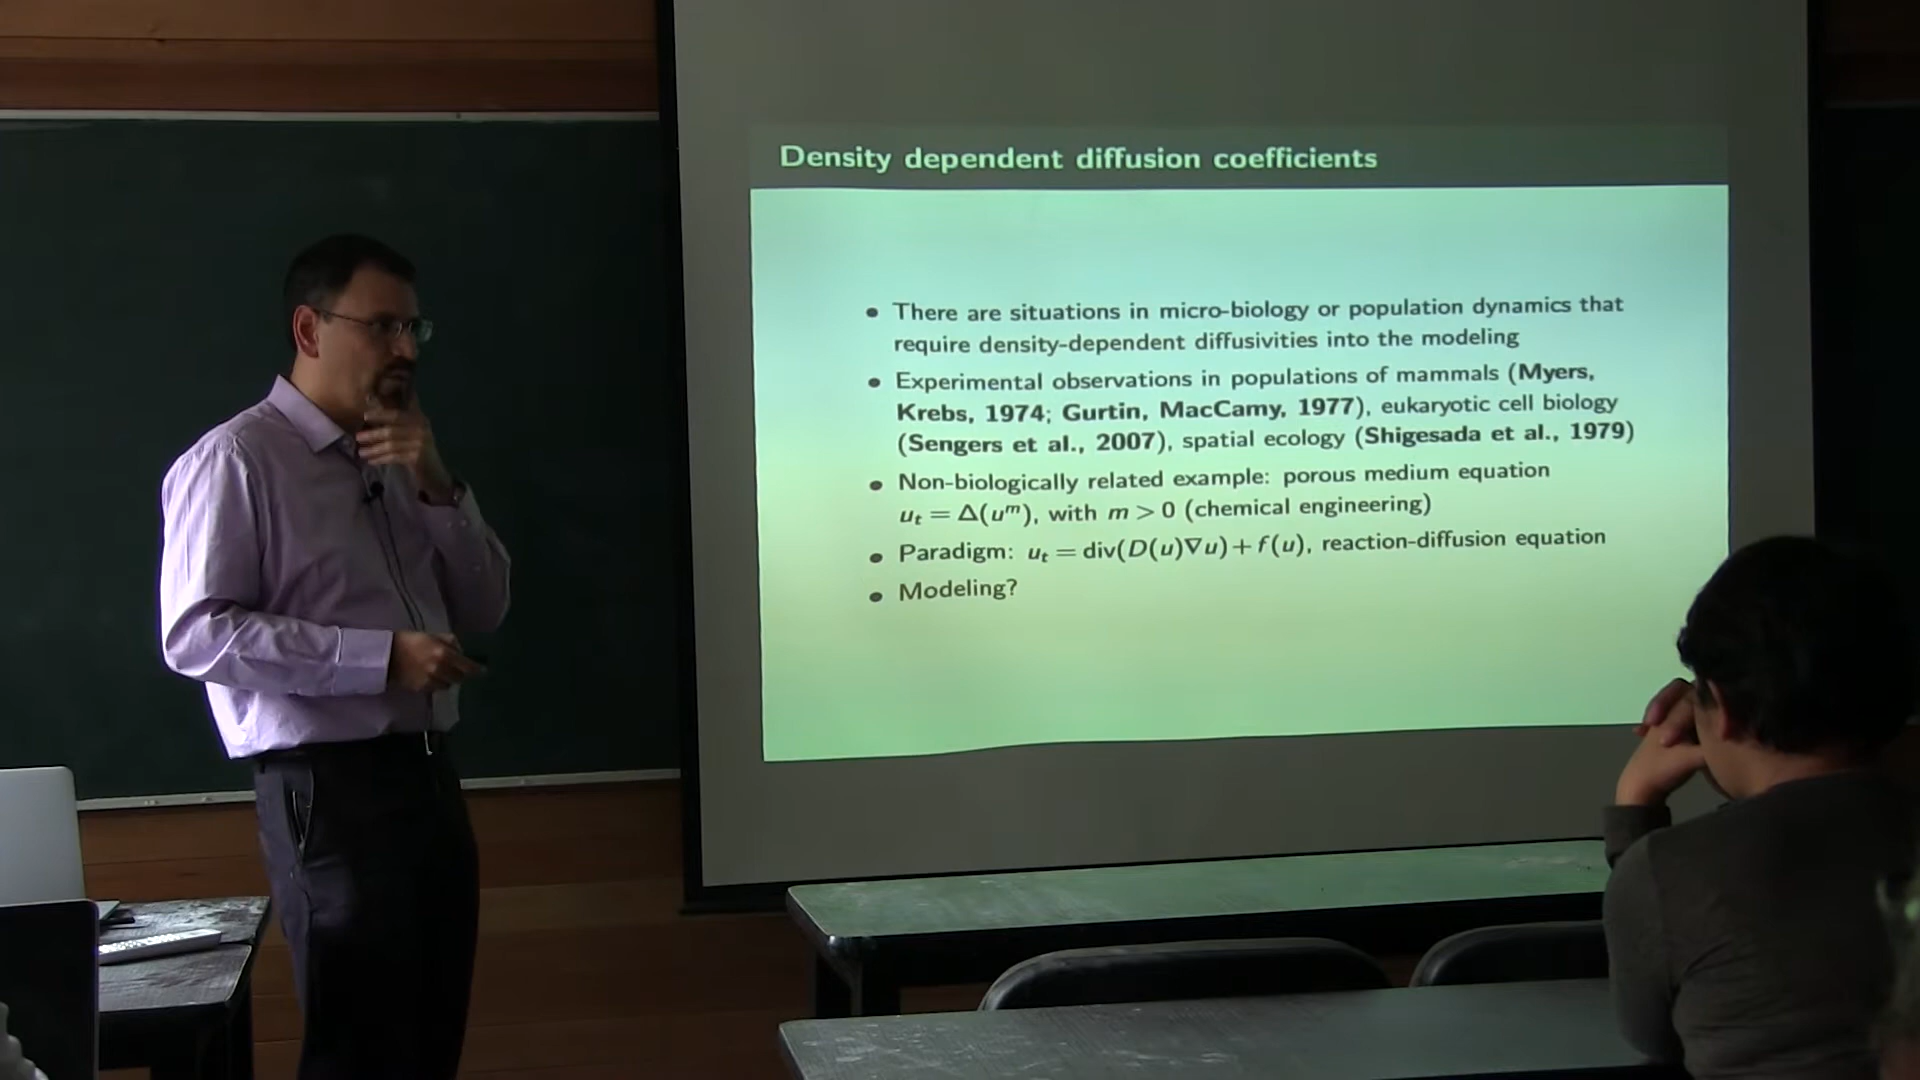 Density dependent diffusion coefficients
• There are situations in micro-biology or population dynamics that
require density-dependent diffusivities into the modeling
• Experimental observations in populations of mammals (Myers,
Krebs, 1974; Gurtin, MacCamy, 1977), eukaryotic cell biology
(Sengers et al., 2007), spatial ecology (Shigesada et al., 1979)
• Non-biologically related example: porous medium equation
uₜ = Δ(uᵐ), with m > 0 (chemical engineering)
• Paradigm: uₜ = div(D(u)∇u) + f(u), reaction-diffusion equation
• Modeling?